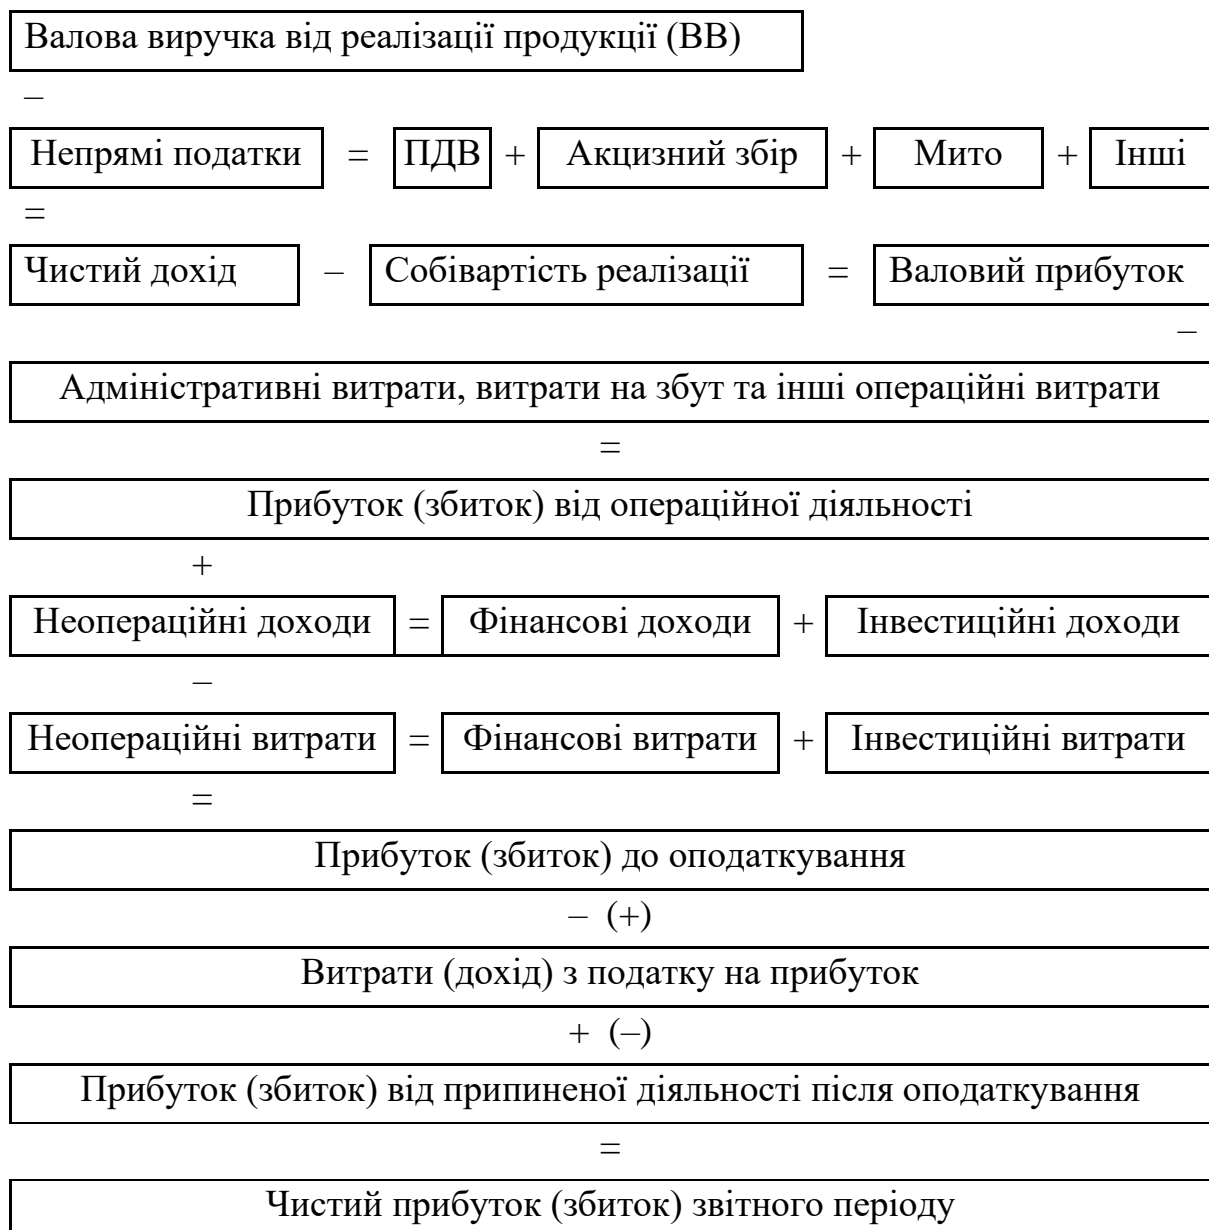 Валова виручка від реалізації продукції (ВВ)
–
Непрямі податки = ПДВ + Акцизний збір + Мито + Інші
=
Чистий дохід – Собівартість реалізації = Валовий прибуток
–
Адміністративні витрати, витрати на збут та інші операційні витрати
=
Прибуток (збиток) від операційної діяльності
+
Неопераційні доходи = Фінансові доходи + Інвестиційні доходи
–
Неопераційні витрати = Фінансові витрати + Інвестиційні витрати
=
Прибуток (збиток) до оподаткування
– (+)
Витрати (дохід) з податку на прибуток
+ (–)
Прибуток (збиток) від припиненої діяльності після оподаткування
=
Чистий прибуток (збиток) звітного періоду